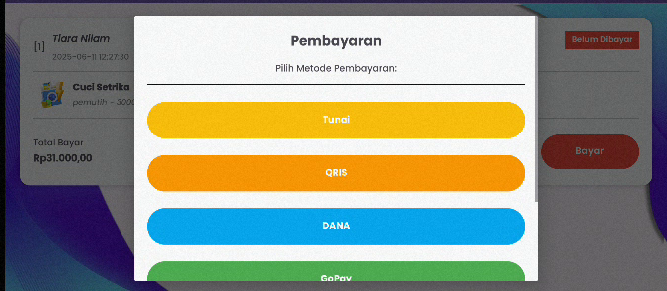 Pembayaran
Pilih Metode Pembayaran:
Tunai
QRIS
DANA
GoPay
[1]
Tiara Nilam
2025-06-11 12:27:30
Belum Dibayar
Cuci Setrika
pemutih - 3000
Total Bayar
Rp31.000,00
Bayar